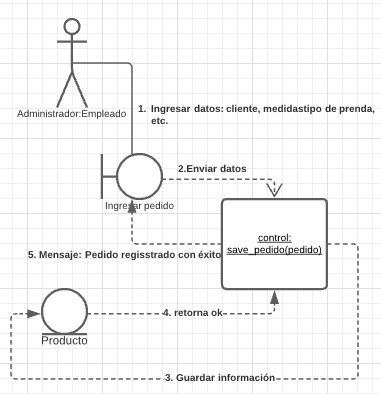 Administrador:Empleado
1. Ingresar datos: cliente, medidastipo de prenda,
etc.
2.Enviar datos
Ingresar pedido
control:
save_pedido(pedido)
5. Mensaje: Pedido regisstrado con éxito
4. retorna ok
Producto
3. Guardar información